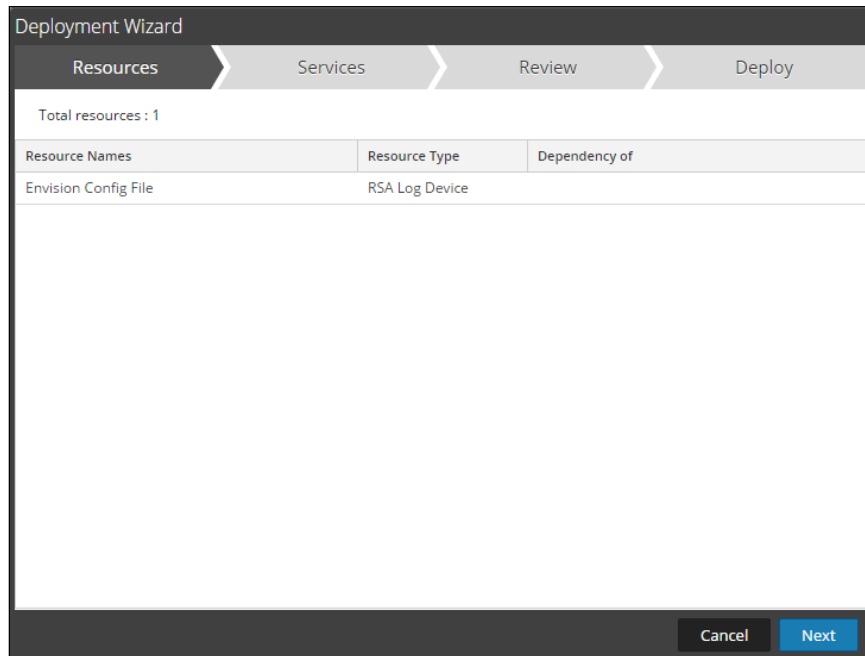 Deployment Wizard
Resources Services Review Deploy
Total resources : 1
Resource Names Resource Type Dependency of
Envision Config File RSA Log Device
Cancel Next